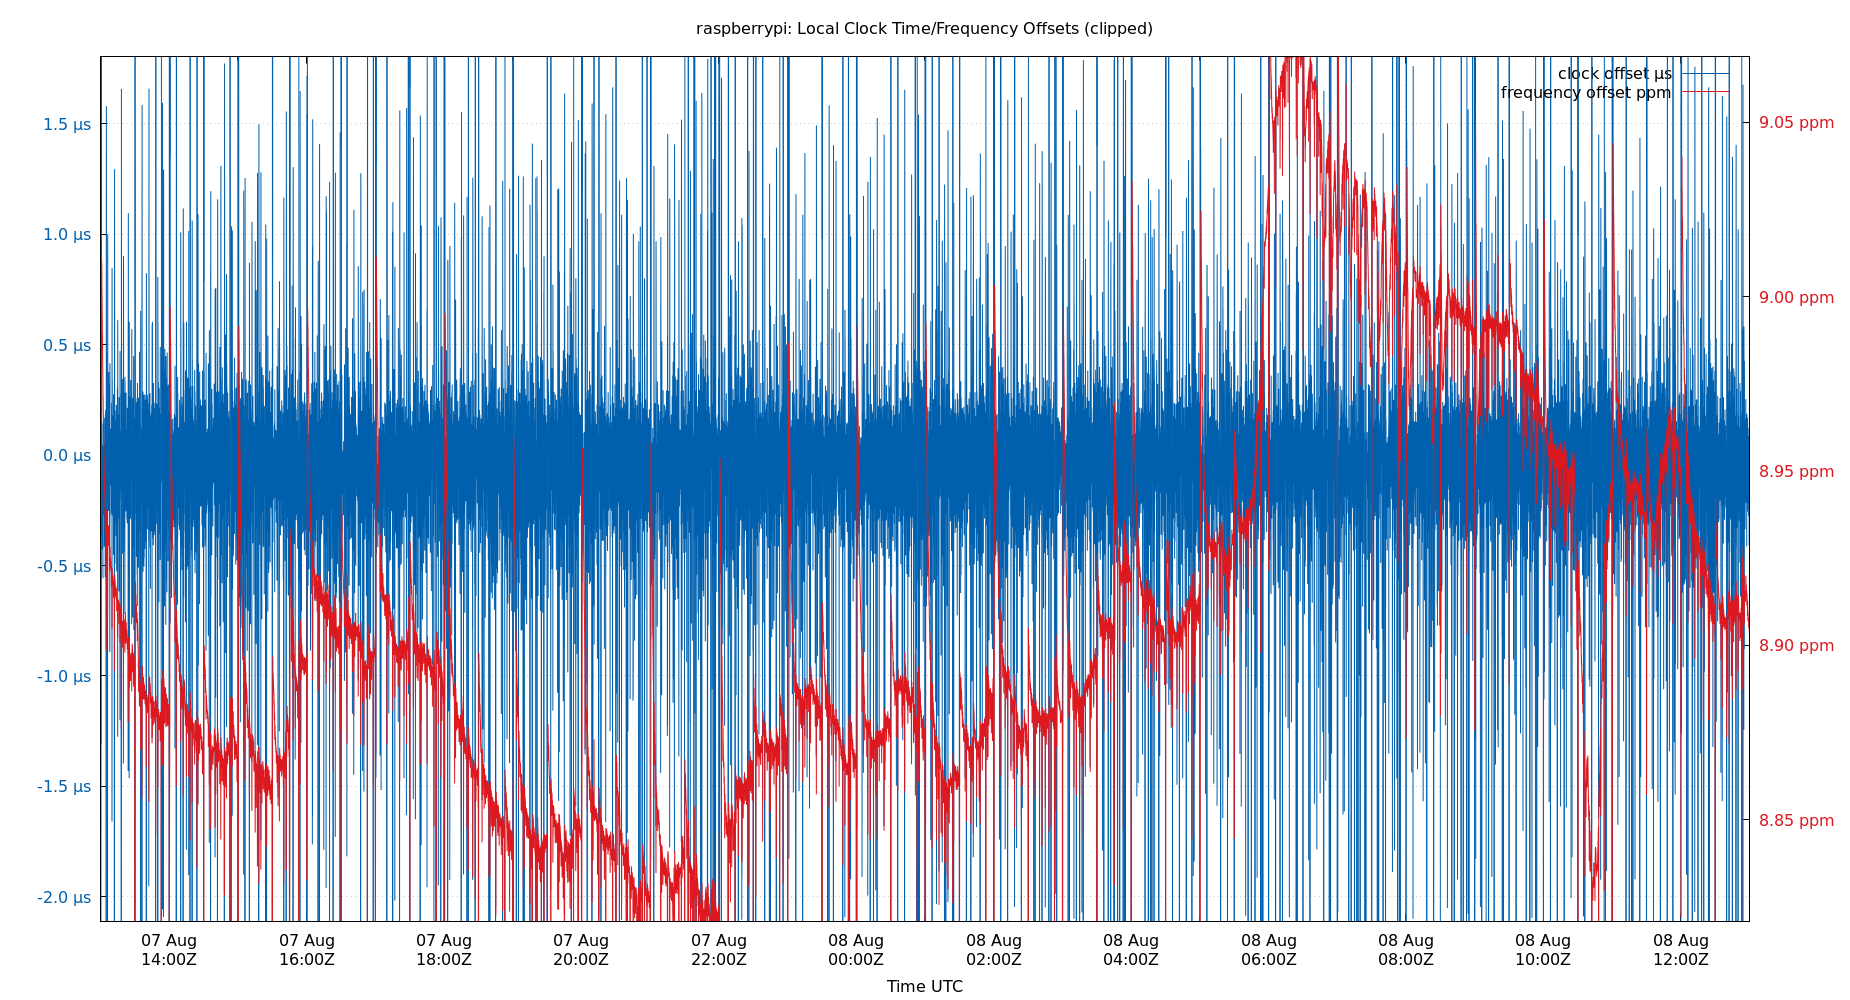 raspberrypi: Local Clock Time/Frequency Offsets (clipped)
clock offset µs
frequency offset ppm
1.5 µs
1.0 µs
0.5 µs
0.0 µs
-0.5 µs
-1.0 µs
-1.5 µs
-2.0 µs
9.05 ppm
9.00 ppm
8.95 ppm
8.90 ppm
8.85 ppm
07 Aug 07 Aug 07 Aug 07 Aug 07 Aug 08 Aug 08 Aug 08 Aug 08 Aug 08 Aug 08 Aug 08 Aug
14:00Z 16:00Z 18:00Z 20:00Z 22:00Z 00:00Z 02:00Z 04:00Z 06:00Z 08:00Z 10:00Z 12:00Z
Time UTC